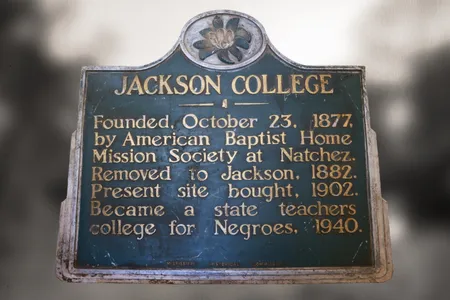 JACKSON COLLEGE
Founded, October 23, 1877,
by American Baptist Home
Mission Society at Natchez.
Removed to Jackson, 1882.
Present site bought, 1902.
Became a state teachers
college for Negroes, 1940.